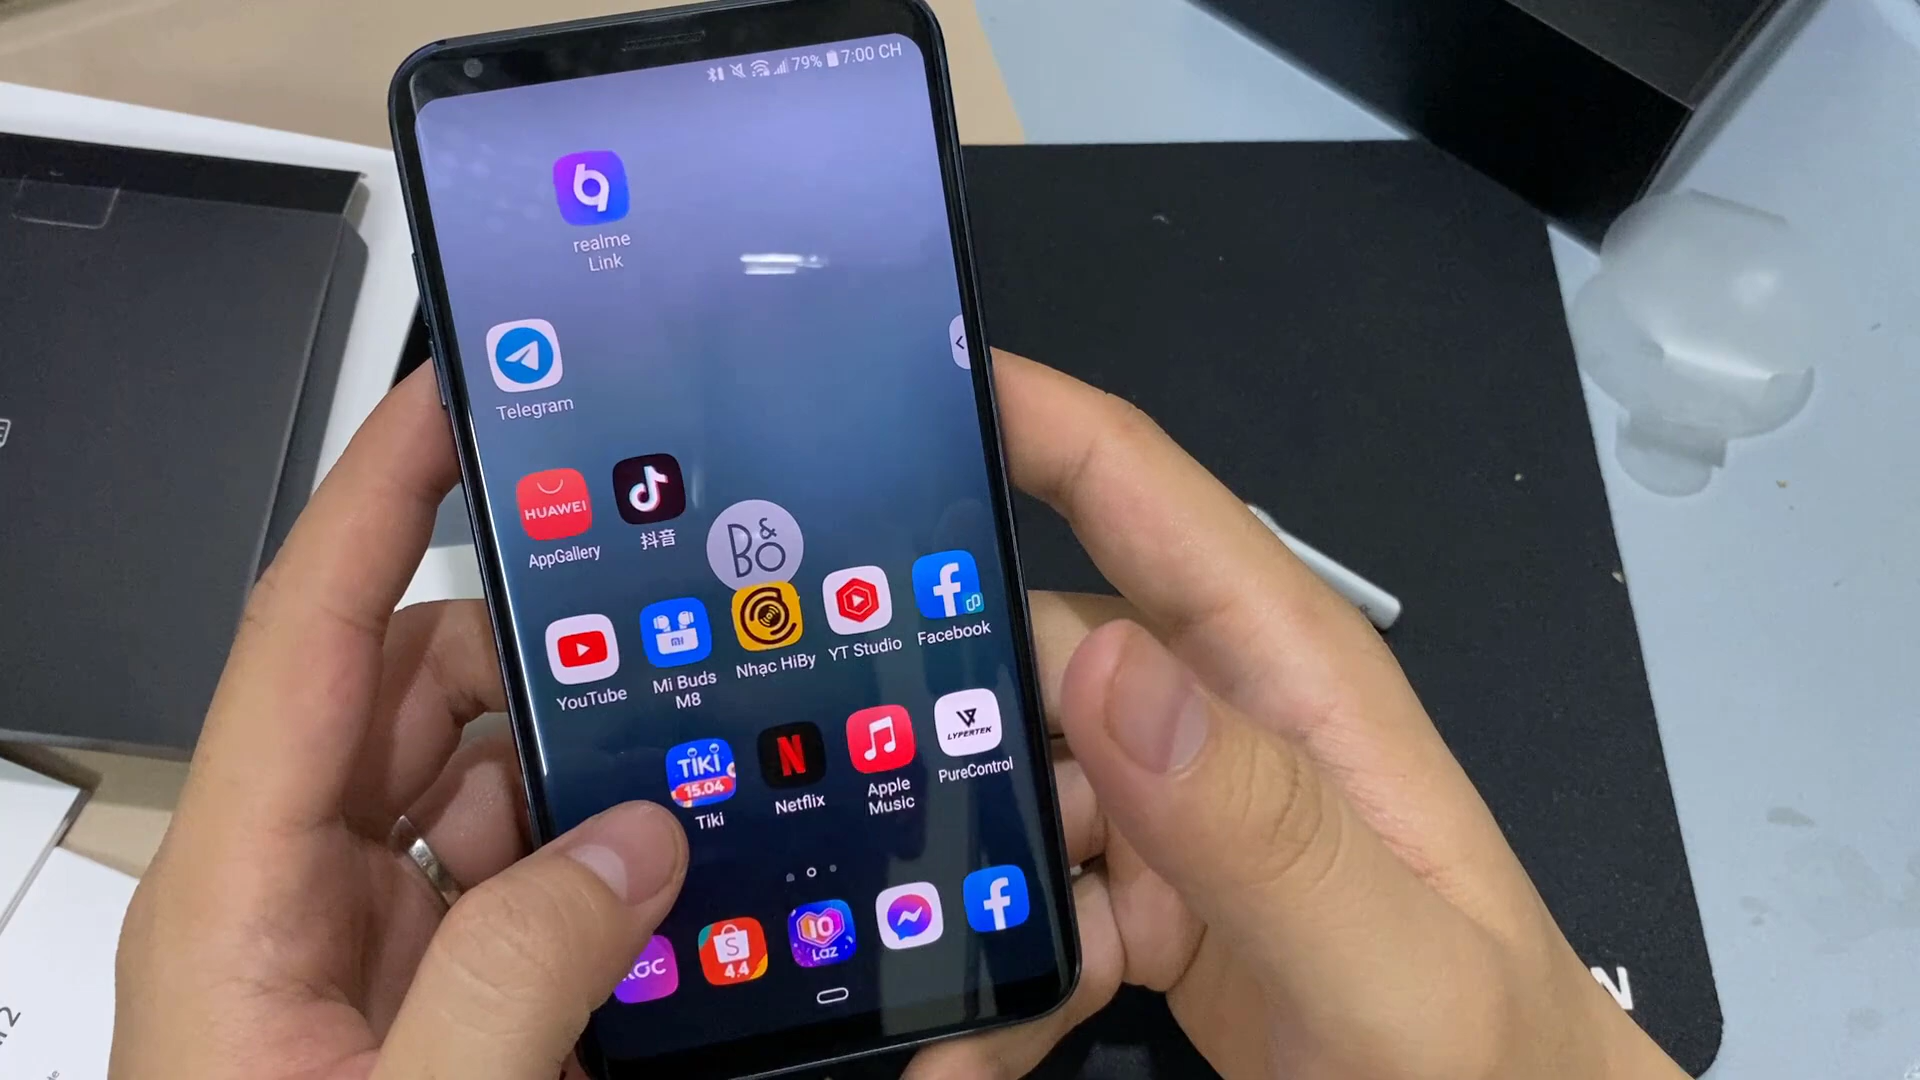 79% 7:00 CH
realme
Link
Telegram
HUAWEI
AppGallery
抖音
B&O
YouTube
MI
Mi Buds
M8
Nhạc HiBy
YT Studio
Facebook
TIKI
15.04
Tiki
N
Netflix
Apple
Music
LYPERTEK
PureControl
S
4.4
10
Laz
N